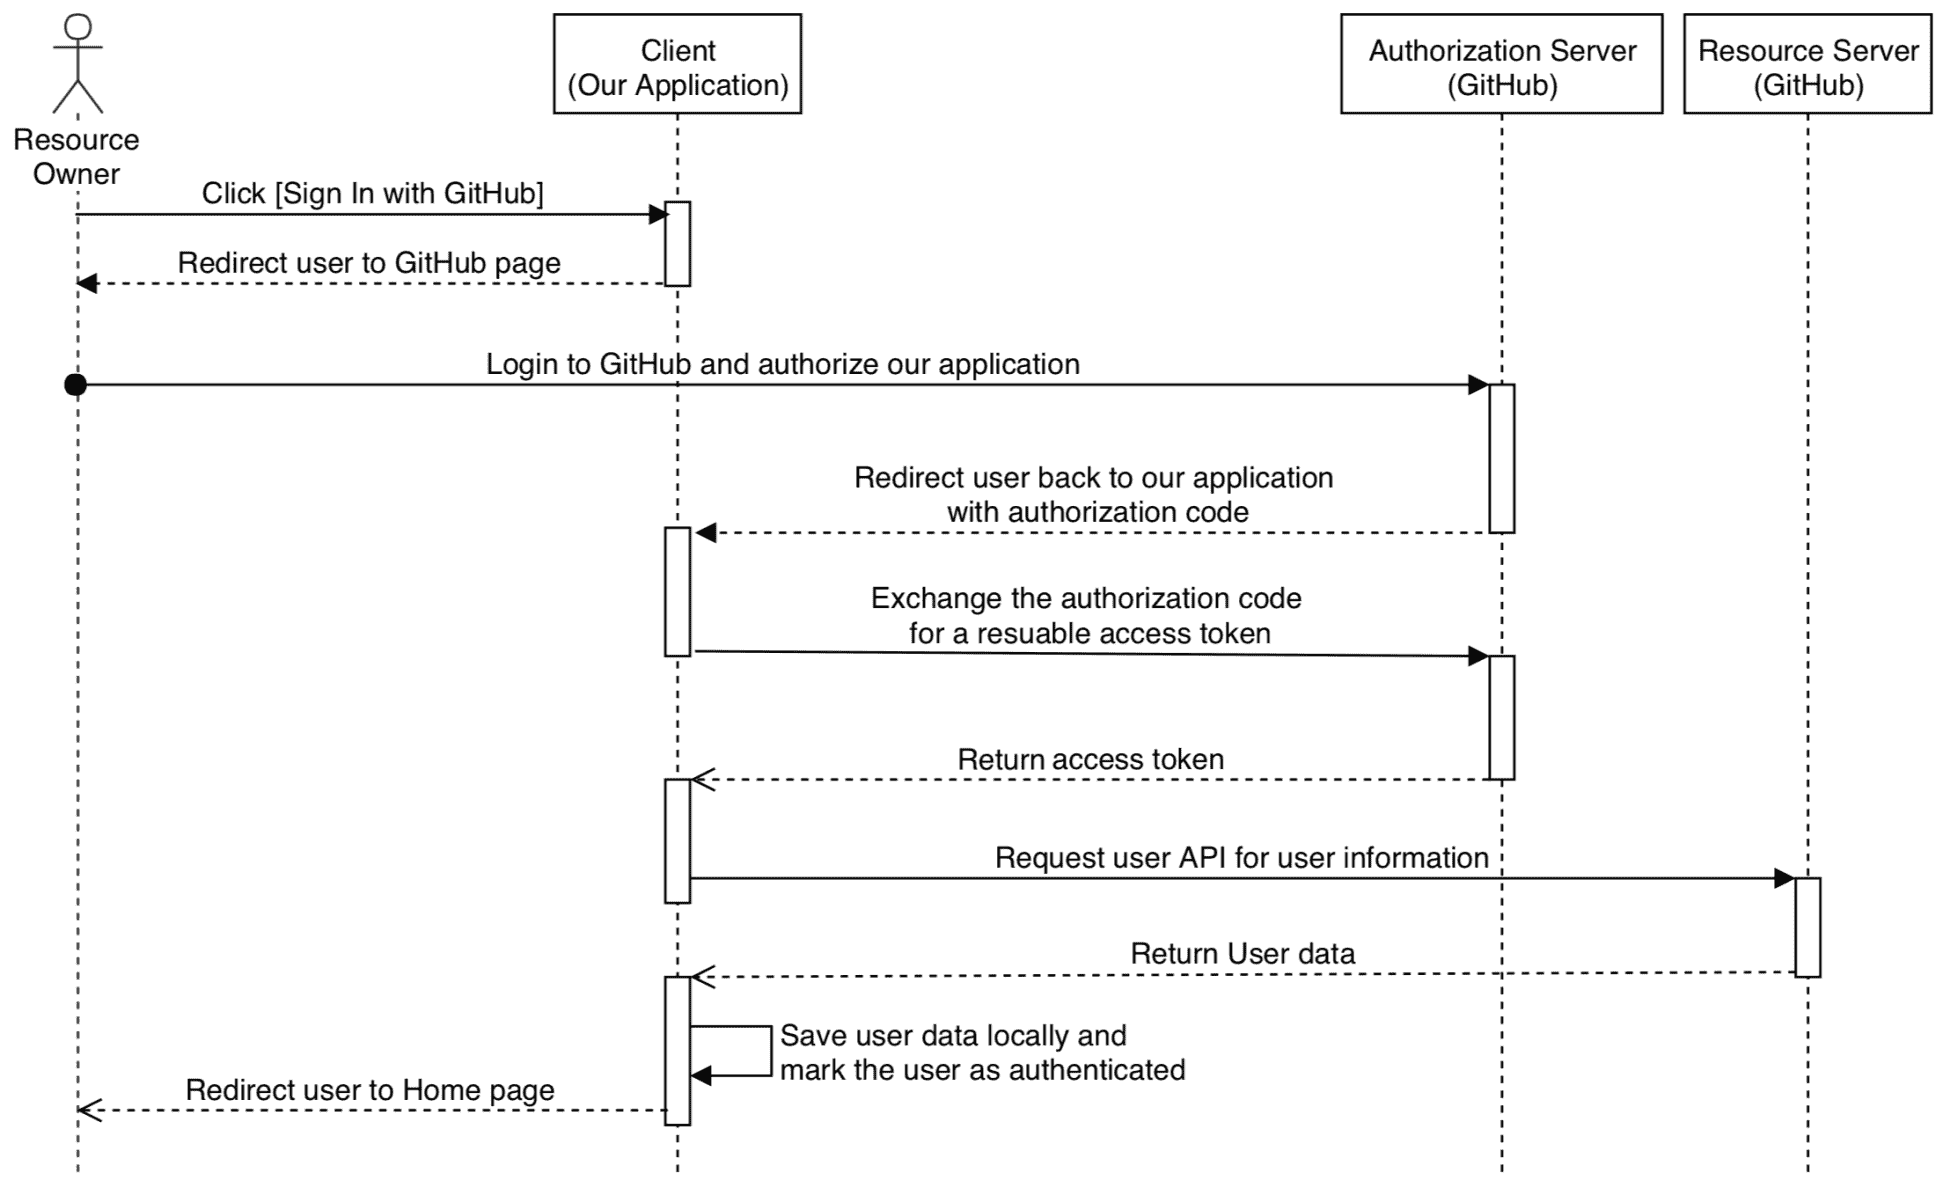 Client
(Our Application)
Authorization Server
(GitHub)
Resource Server
(GitHub)
Resource
Owner
Click [Sign In with GitHub]
Redirect user to GitHub page
Login to GitHub and authorize our application
Redirect user back to our application
with authorization code
Exchange the authorization code
for a resuable access token
Return access token
Request user API for user information
Return User data
Save user data locally and
mark the user as authenticated
Redirect user to Home page